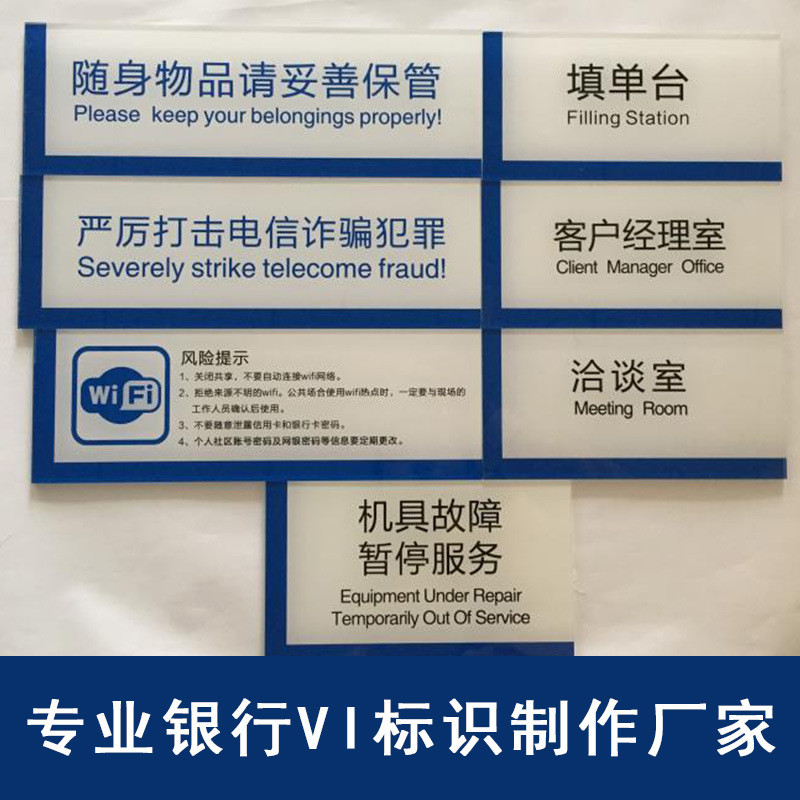 随身物品请妥善保管
Please keep your belongings properly!
填单台
Filling Station
严厉打击电信诈骗犯罪
Severely strike telecome fraud!
客户经理室
Client Manager Office
WiFi
风险提示
1、关闭共享，不要自动连接wifi网络。
2、拒绝来源不明的wifi。公共场合使用wifi热点时，一定要与现场的
工作人员确认后使用。
3、不要随意泄露信用卡和银行卡密码。
4、个人社区账号密码及网银密码等信息要定期更改。
洽谈室
Meeting Room
机具故障
暂停服务
Equipment Under Repair
Temporarily Out Of Service
专业银行VI标识制作厂家